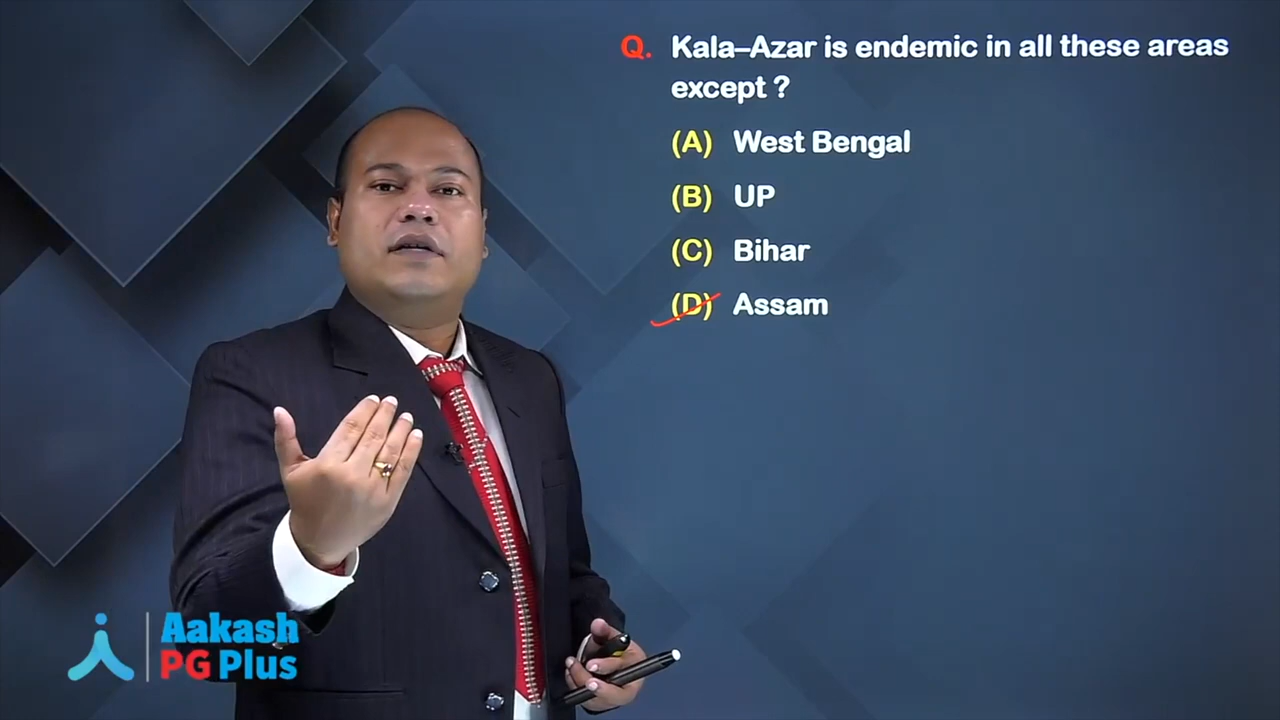 Q. Kala–Azar is endemic in all these areas
except ?
(A) West Bengal
(B) UP
(C) Bihar
(D) Assam
Aakash
PG Plus